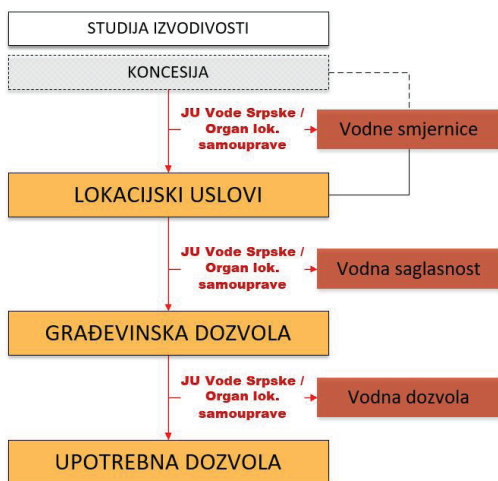 STUDIJA IZVODIVOSTI
KONCESIJA
JU Vode Srpske /
Organ lok.
samouprave
Vodne smjernice
LOKACIJSKI USLOVI
JU Vode Srpske /
Organ lok.
samouprave
Vodna saglasnost
GRAĐEVINSKA DOZVOLA
JU Vode Srpske /
Organ lok.
samouprave
Vodna dozvola
UPOTREBNA DOZVOLA